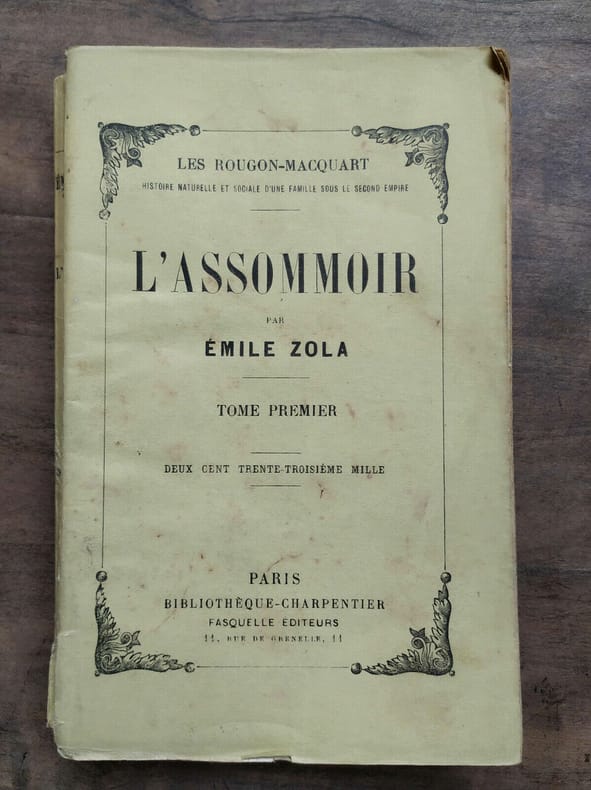 LES ROUGON-MACQUART
HISTOIRE NATURELLE ET SOCIALE D'UNE FAMILLE SOUS LE SECOND EMPIRE
L'ASSOMMOIR
PAR
ÉMILE ZOLA
TOME PREMIER
DEUX CENT TRENTE-TROISIÈME MILLE
PARIS
BIBLIOTHÈQUE-CHARPENTIER
FASQUELLE ÉDITEURS
11, RUE DE GRENELLE, 11